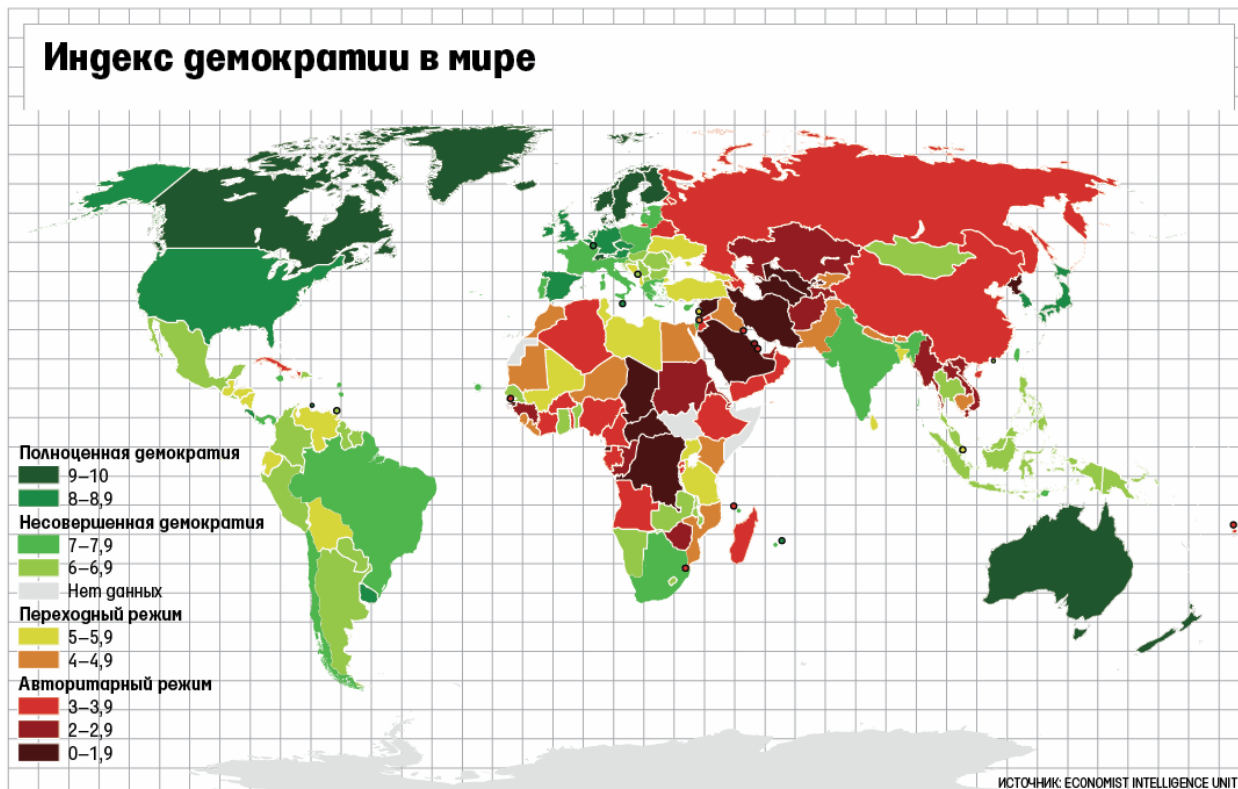 Индекс демократии в мире
Полноценная демократия
9–10
8–8,9
Несовершенная демократия
7–7,9
6–6,9
Нет данных
Переходный режим
5–5,9
4–4,9
Авторитарный режим
3–3,9
2–2,9
0–1,9
ИСТОЧНИК: ECONOMIST INTELLIGENCE UNIT